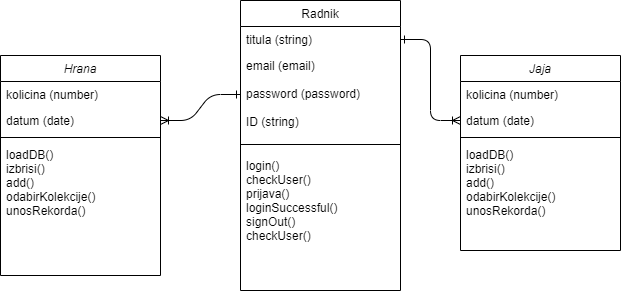 Radnik
titula (string)
email (email)
password (password)
ID (string)
login()
checkUser()
prijava()
loginSuccessful()
signOut()
checkUser()
Hrana
kolicina (number)
datum (date)
loadDB()
izbrisi()
add()
odabirKolekcije()
unosRekorda()
Jaja
kolicina (number)
datum (date)
loadDB()
izbrisi()
add()
odabirKolekcije()
unosRekorda()